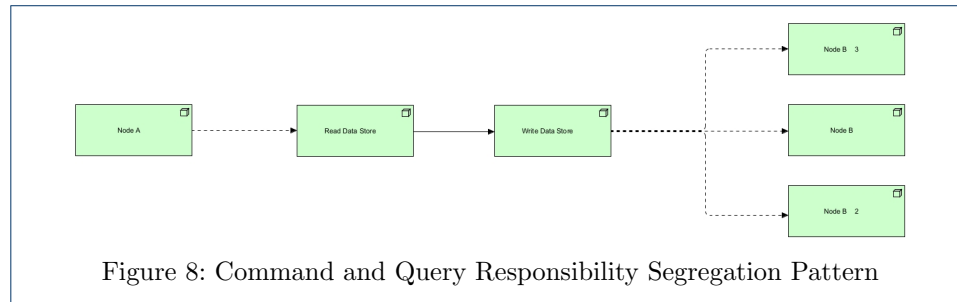 Node B 3
Node A
Read Data Store
Write Data Store
Node B
Node B 2
Figure 8: Command and Query Responsibility Segregation Pattern